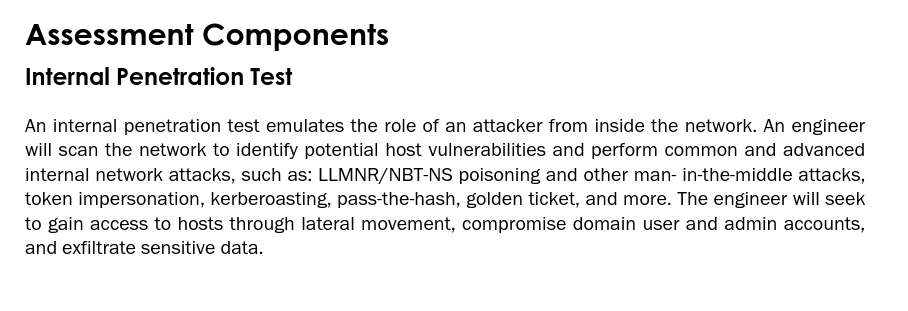 Assessment Components
Internal Penetration Test
An internal penetration test emulates the role of an attacker from inside the network. An engineer
will scan the network to identify potential host vulnerabilities and perform common and advanced
internal network attacks, such as: LLMNR/NBT-NS poisoning and other man- in-the-middle attacks,
token impersonation, kerberoasting, pass-the-hash, golden ticket, and more. The engineer will seek
to gain access to hosts through lateral movement, compromise domain user and admin accounts,
and exfiltrate sensitive data.